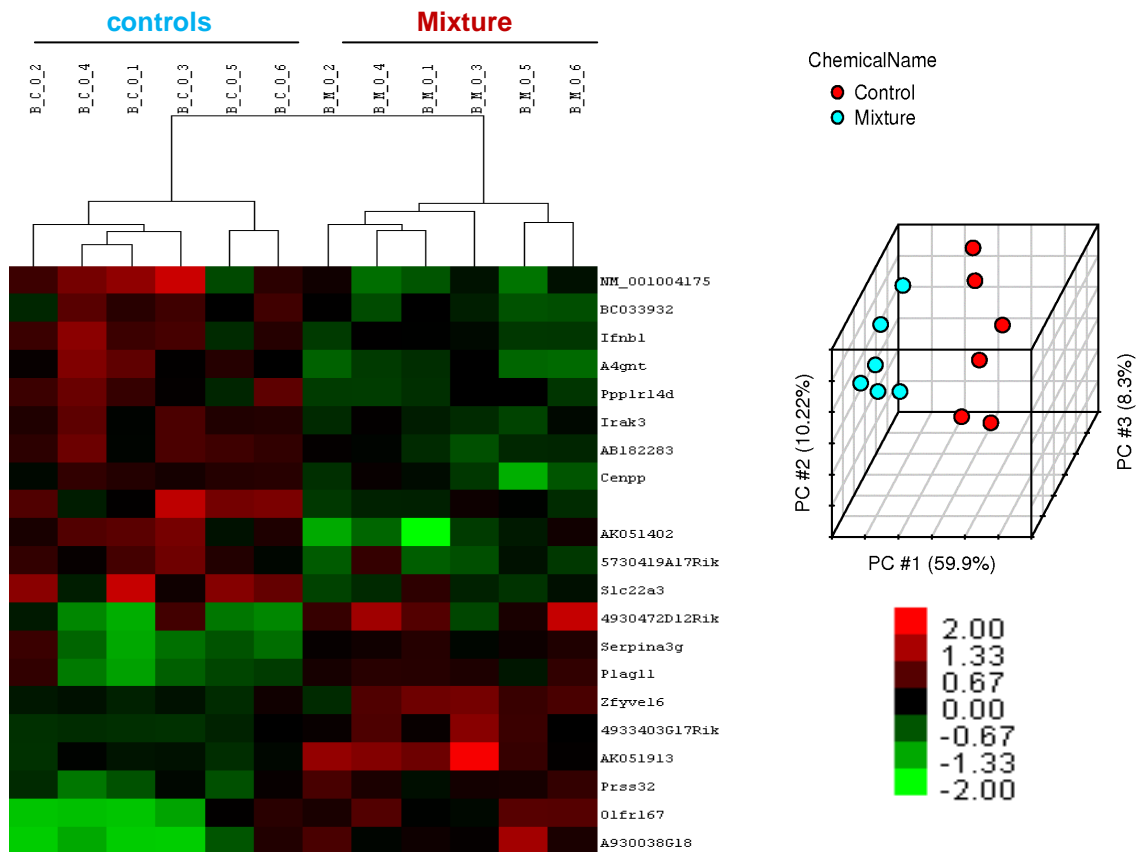 controls Mixture
B_C_0_2 B_C_0_4 B_C_0_1 B_C_0_3 B_C_0_5 B_C_0_6 B_M_0_2 B_M_0_4 B_M_0_1 B_M_0_3 B_M_0_5 B_M_0_6
NM_001004175
BC033932
Ifnb1
A4gnt
Ppp1r14d
Irak3
AB182283
Cenpp
AK051402
5730419A17Rik
Slc22a3
4930472D12Rik
Serpina3g
Plagl1
Zfyve16
4933403G17Rik
AK051913
Prss32
Olfr167
A930038G18
ChemicalName
Control
Mixture
PC #2 (10.22%)
PC #3 (8.3%)
PC #1 (59.9%)
2.00
1.33
0.67
0.00
-0.67
-1.33
-2.00